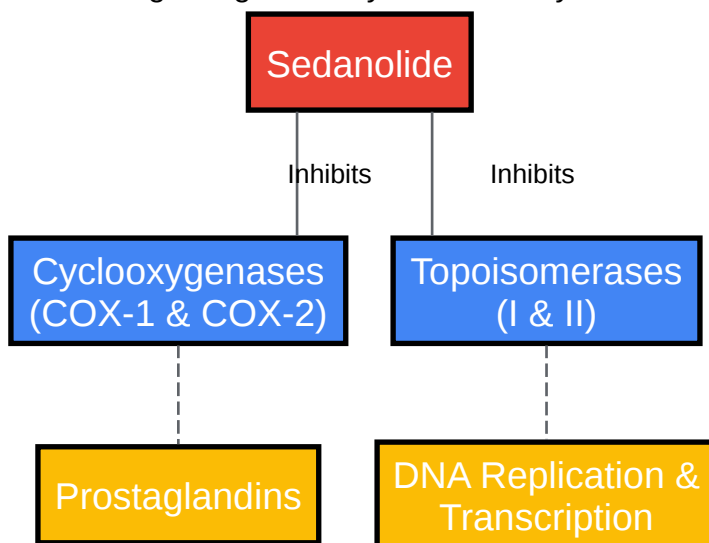 Sedanolide
Inhibits
Inhibits
Cyclooxygenases
(COX-1 & COX-2)
Topoisomerases
(I & II)
Prostaglandins
DNA Replication &
Transcription